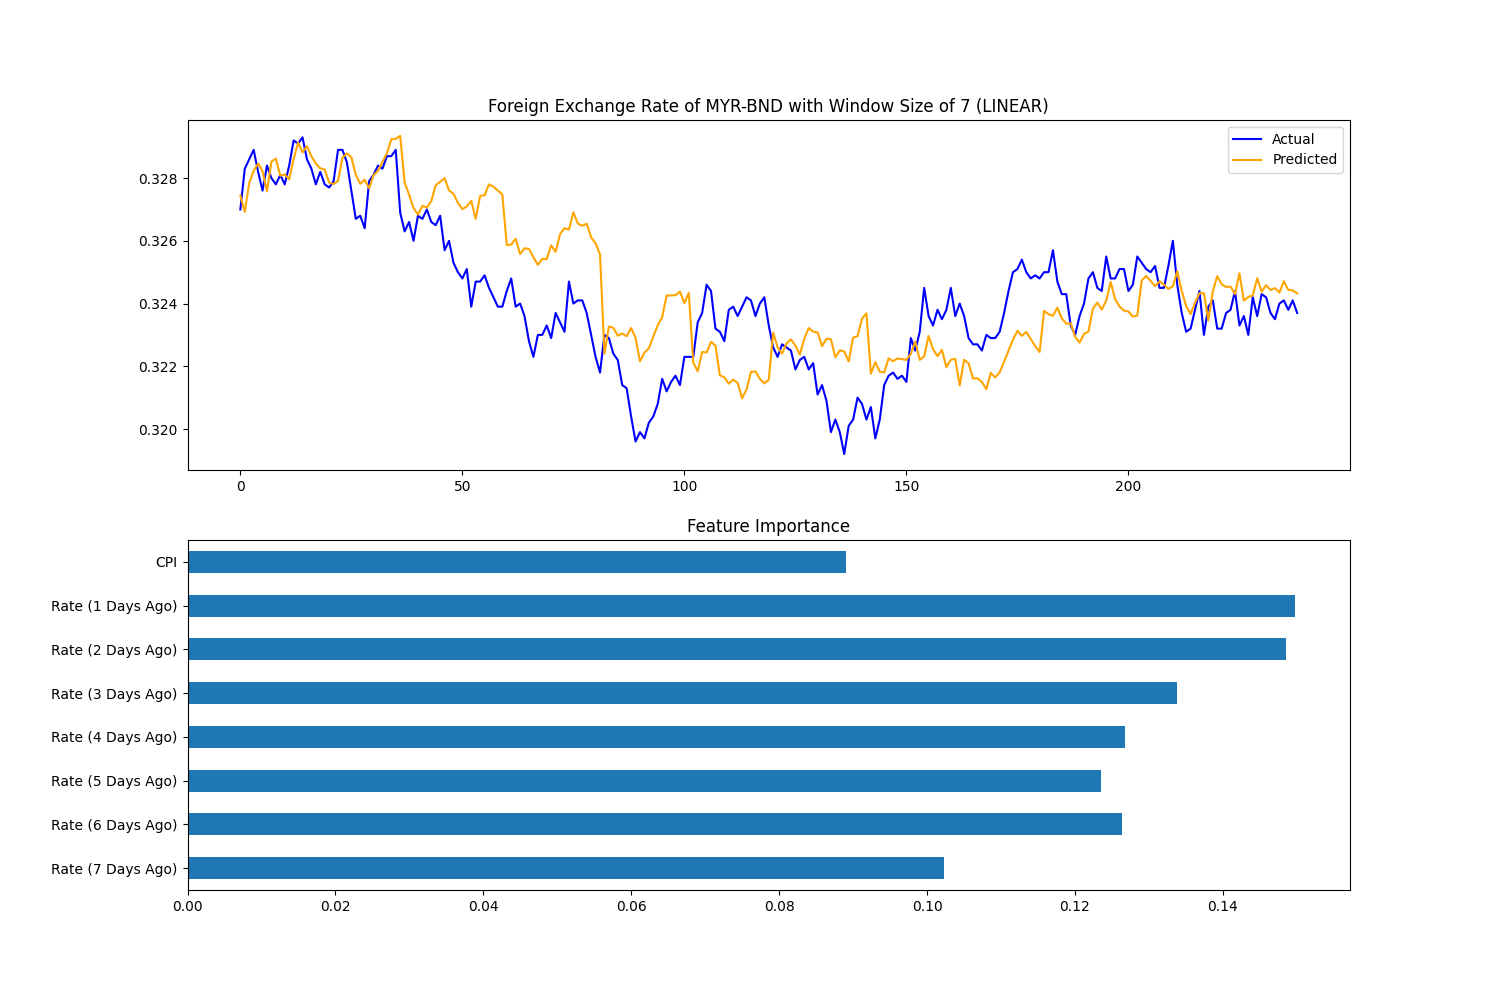 Foreign Exchange Rate of MYR-BND with Window Size of 7 (LINEAR)
Actual
Predicted
0.328
0.326
0.324
0.322
0.320
0 50 100 150 200
Feature Importance
CPI
Rate (1 Days Ago)
Rate (2 Days Ago)
Rate (3 Days Ago)
Rate (4 Days Ago)
Rate (5 Days Ago)
Rate (6 Days Ago)
Rate (7 Days Ago)
0.00 0.02 0.04 0.06 0.08 0.10 0.12 0.14